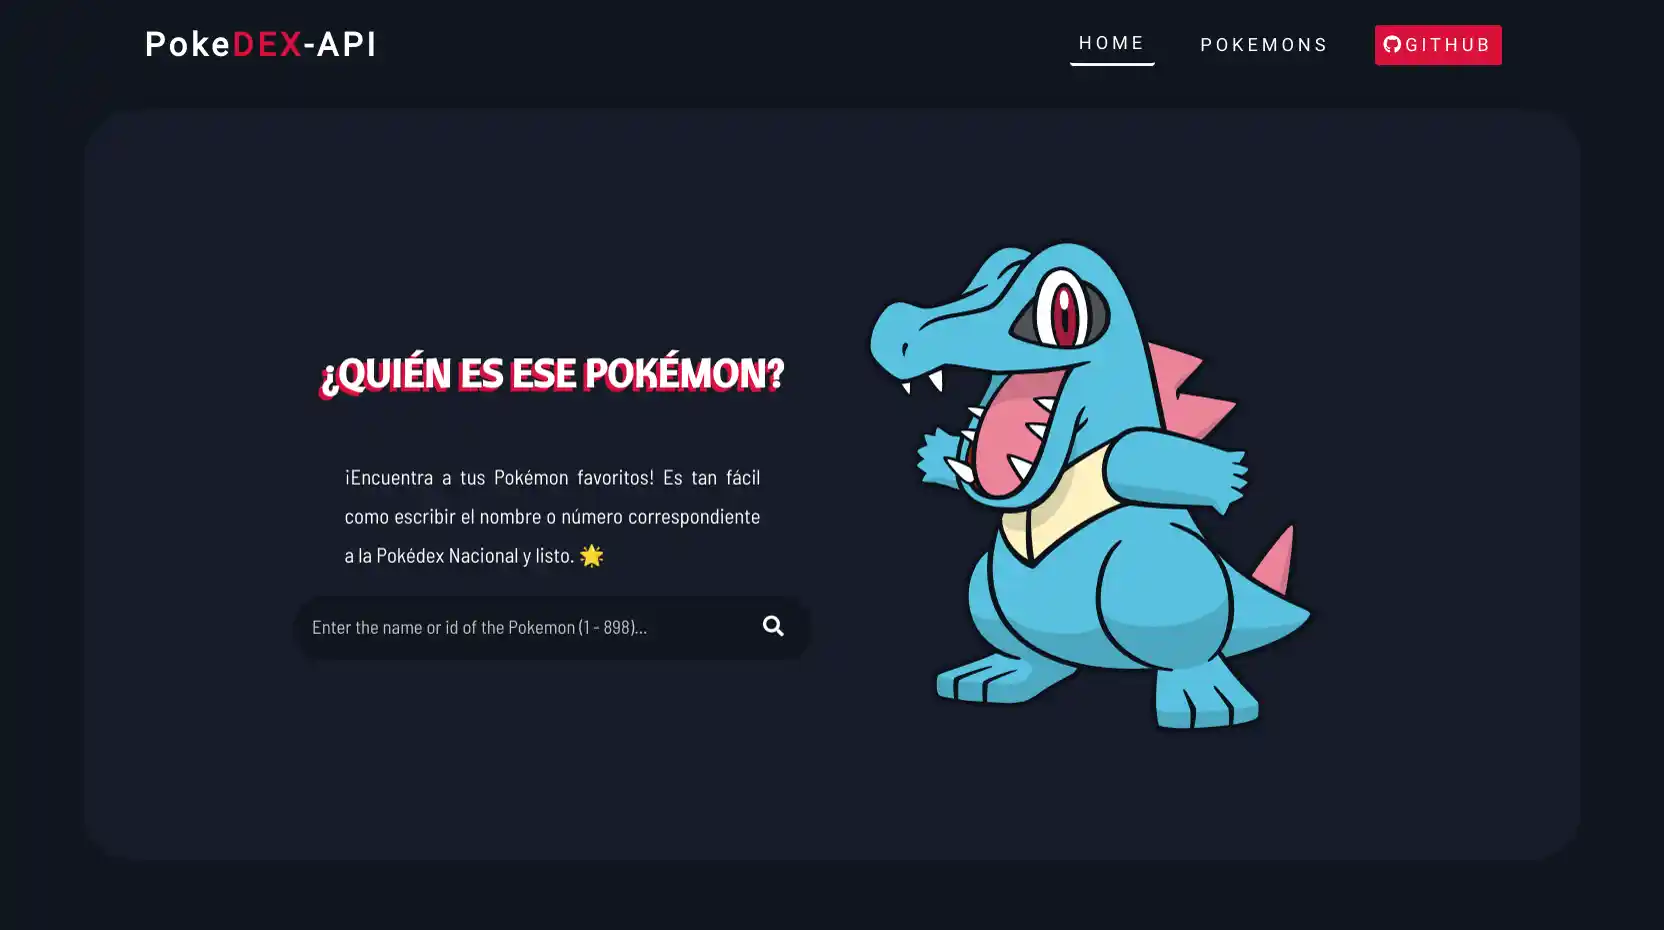 PokeDEX-API
HOME
POKEMONS
GITHUB
¿QUIÉN ES ESE POKÉMON?
¡Encuentra a tus Pokémon favoritos! Es tan fácil
como escribir el nombre o número correspondiente
a la Pokédex Nacional y listo. 🌟
Enter the name or id of the Pokemon (1 - 898)...